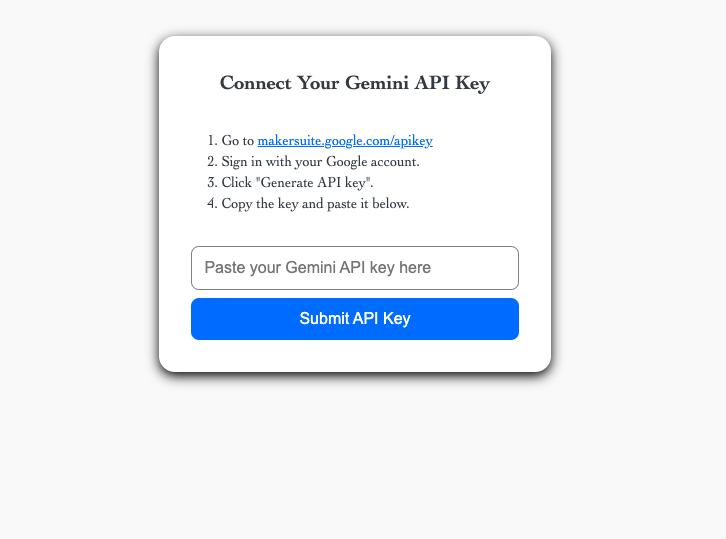 Connect Your Gemini API Key
1. Go to makersuite.google.com/apikey
2. Sign in with your Google account.
3. Click "Generate API key".
4. Copy the key and paste it below.
Paste your Gemini API key here
Submit API Key